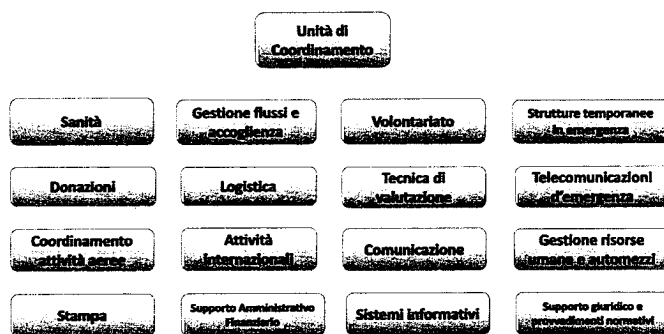 Unità di
Coordinamento
Sanità
Gestione flussi e
accoglienza
Volontariato
Strutture temporanee
in emergenza
Donazioni
Logistica
Tecnica di
valutazione
Telecomunicazioni
d'emergenza
Coordinamento
attività aeree
Attività
internazionali
Comunicazione
Gestione risorse
umane e automezzi
Stampa
Supporto Amministrativo
Finanziario
Sistemi informativi
Supporto giuridico e
provvedimenti normativi